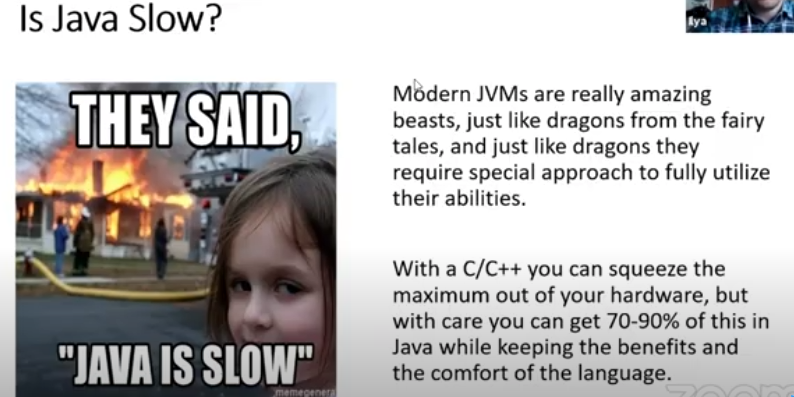 Is Java Slow?
Ilya
THEY SAID,
"JAVA IS SLOW"
memegenera
Modern JVMs are really amazing
beasts, just like dragons from the fairy
tales, and just like dragons they
require special approach to fully utilize
their abilities.
With a C/C++ you can squeeze the
maximum out of your hardware, but
with care you can get 70-90% of this in
Java while keeping the benefits and
the comfort of the language.
zoom